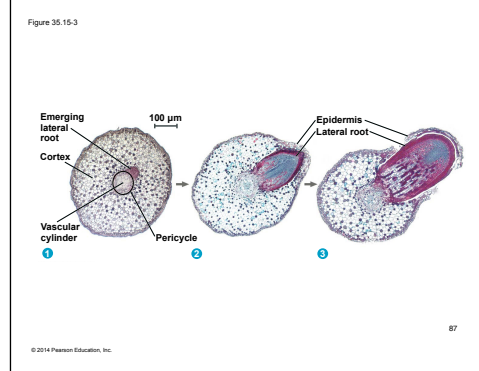 Figure 35.15-3
Emerging
lateral
root
100 µm
Cortex
Vascular
cylinder
Pericycle
Epidermis
Lateral root
1
2
3
87
© 2014 Pearson Education, Inc.